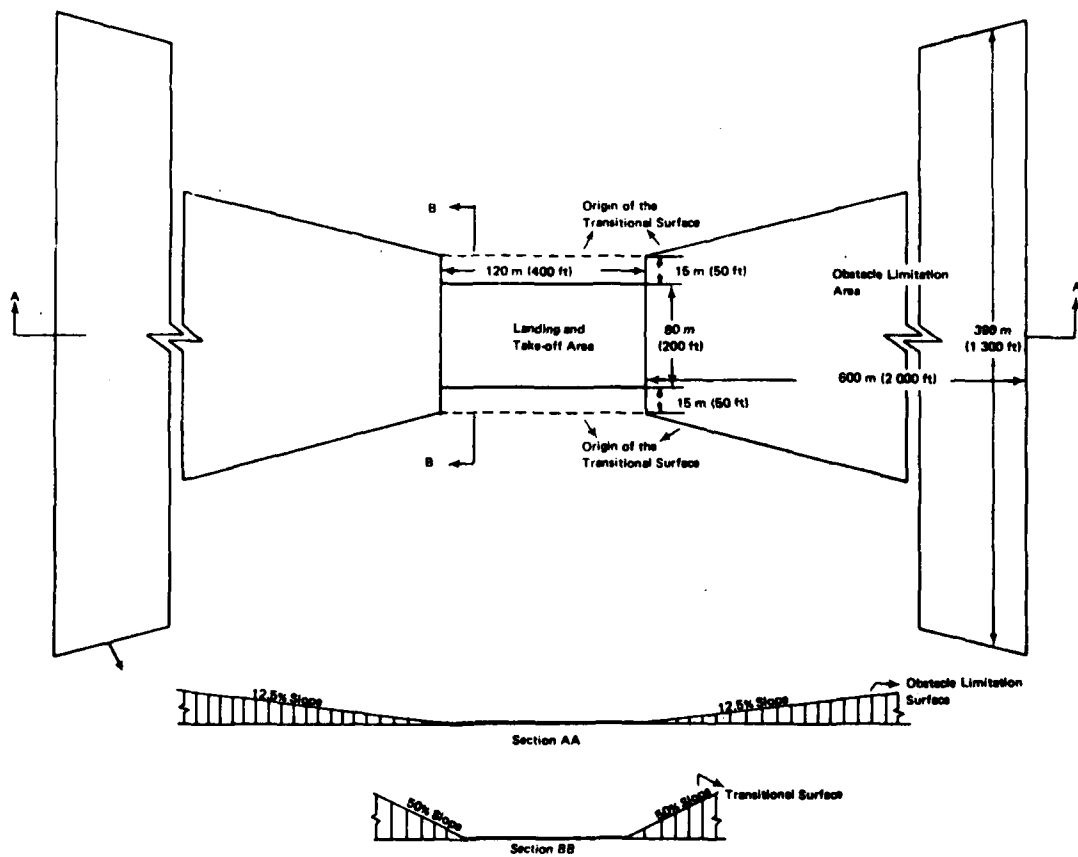 B
Origin of the
Transitional Surface
120 m (400 ft)
15 m (50 ft)
Obstacle Limitation
Area
A
A
Landing and
Take-off Area
80 m
(200 ft)
390 m
(1 300 ft)
600 m (2 000 ft)
15 m (50 ft)
Origin of the
Transitional Surface
B
12.5% Slope
12.5% Slope
Obstacle Limitation
Surface
Section AA
50% Slope
50% Slope
Transitional Surface
Section BB